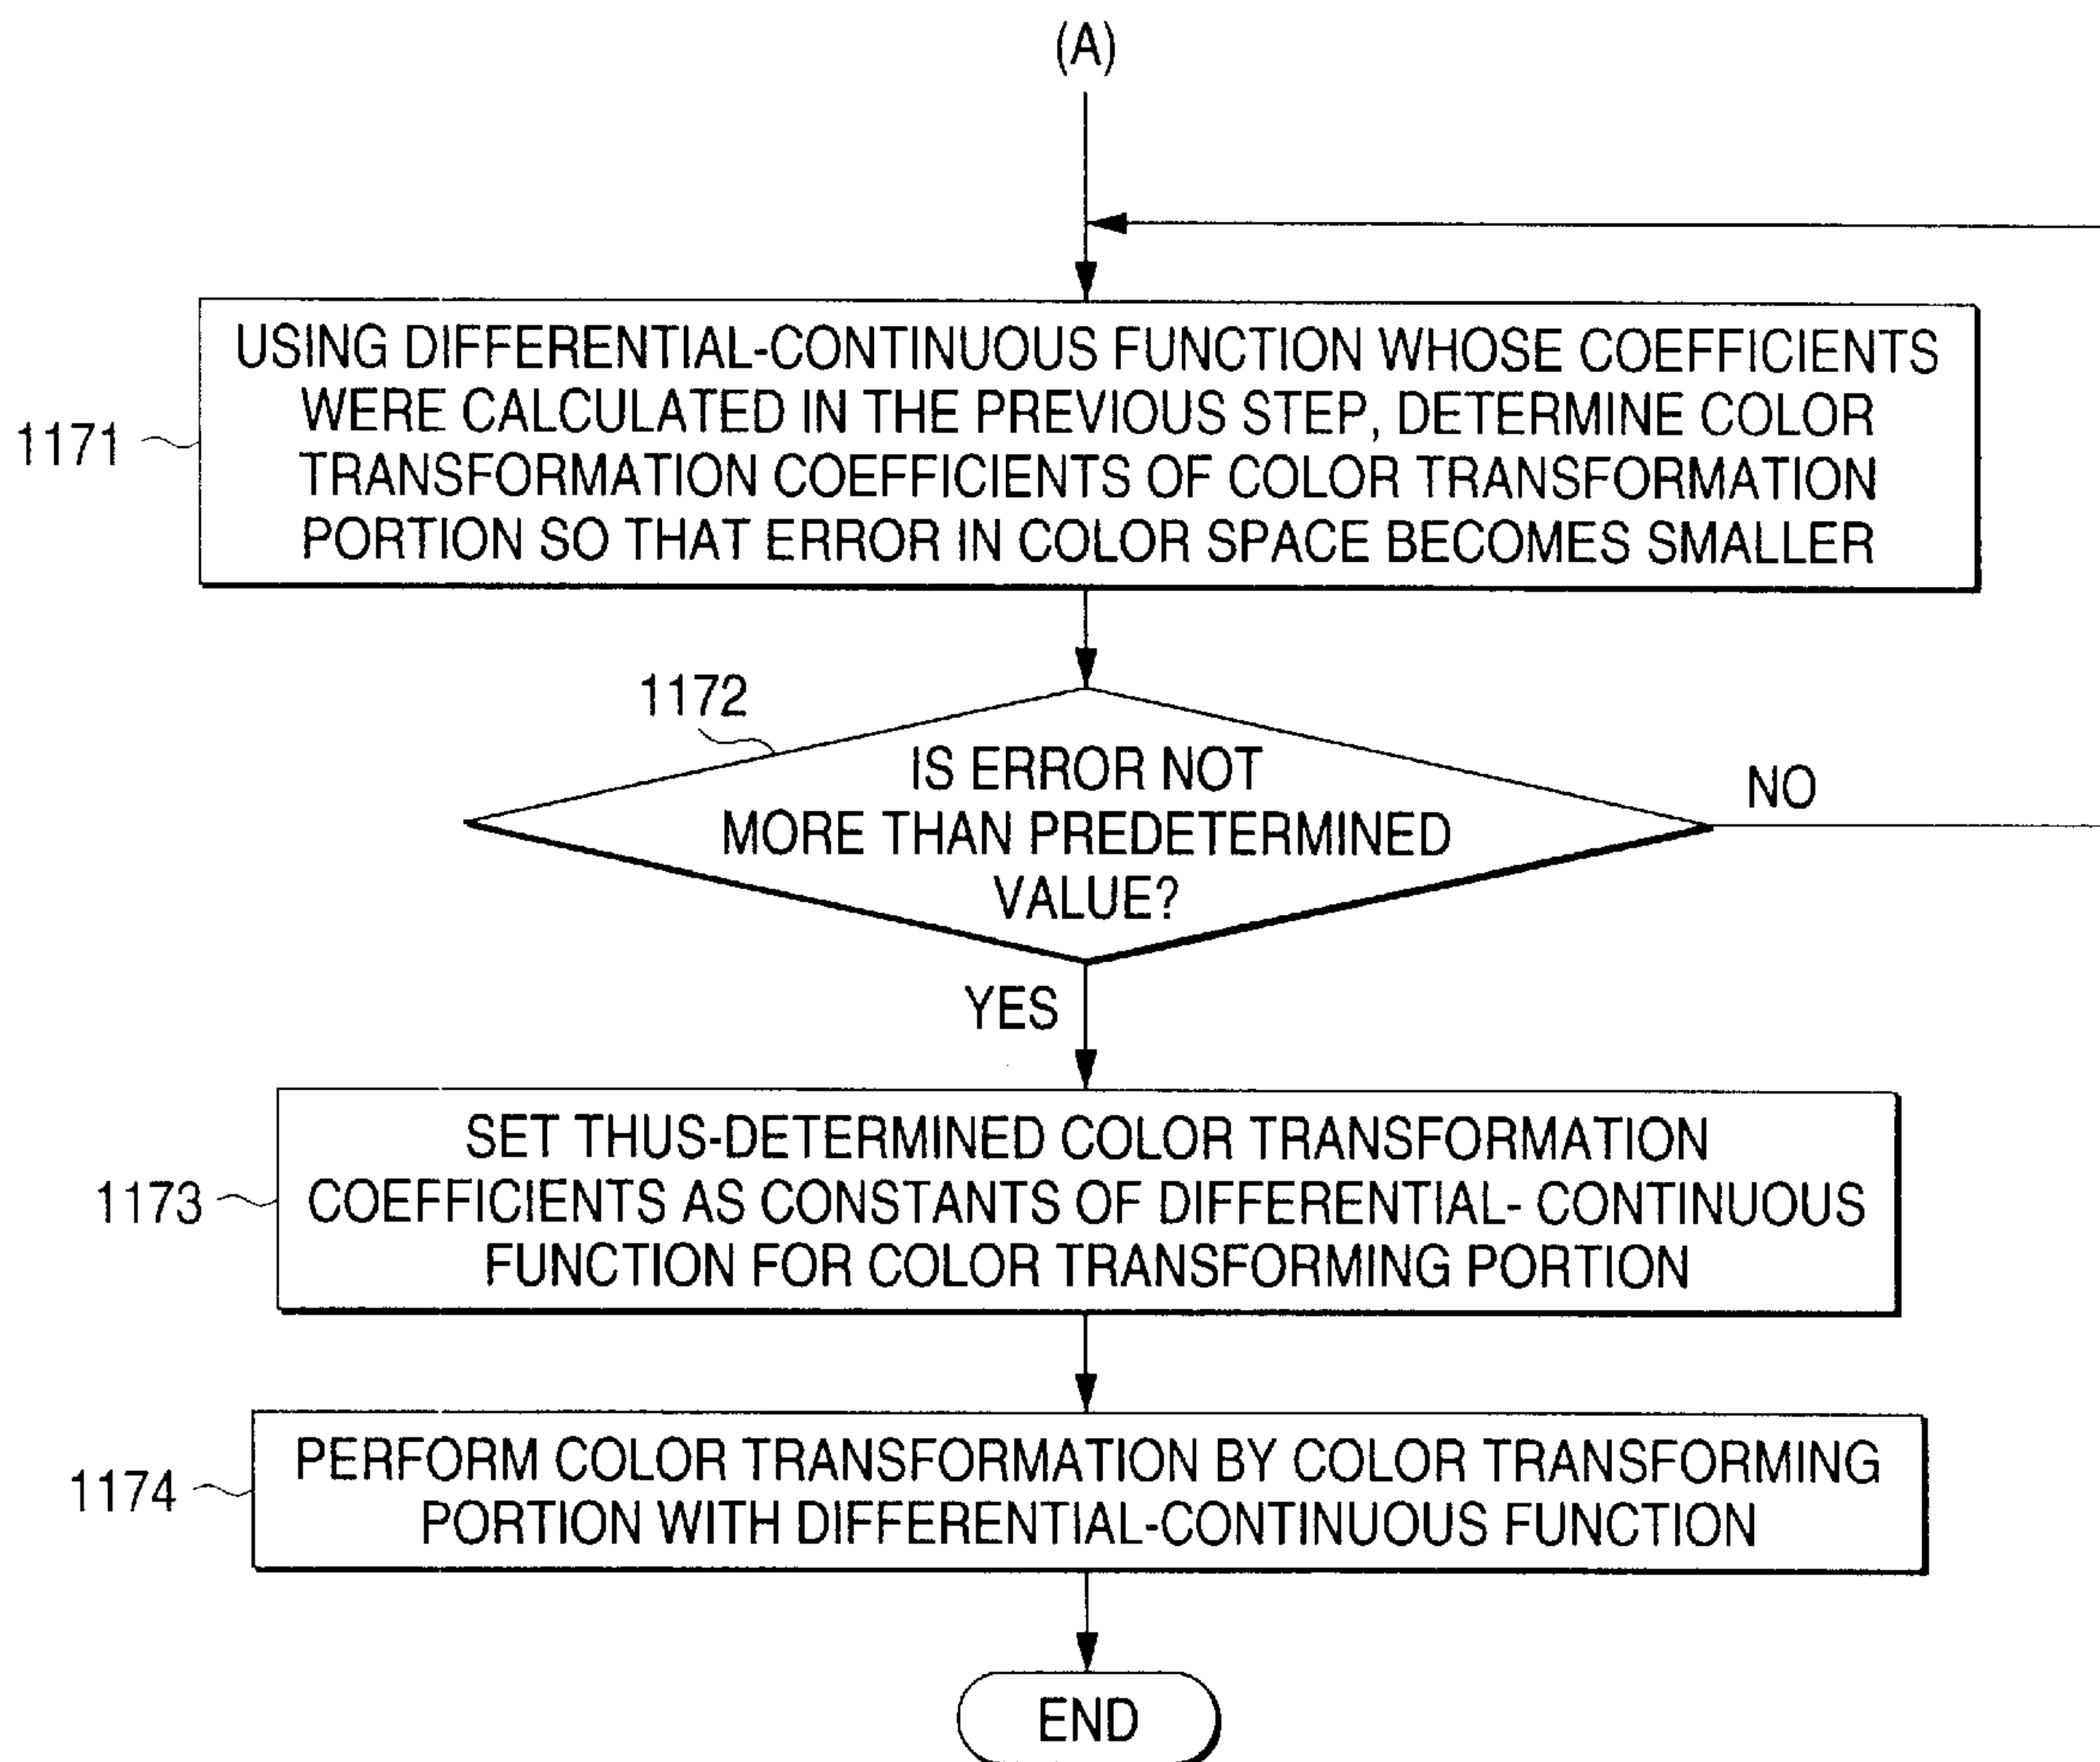 (A)
1171
USING DIFFERENTIAL-CONTINUOUS FUNCTION WHOSE COEFFICIENTS
WERE CALCULATED IN THE PREVIOUS STEP, DETERMINE COLOR
TRANSFORMATION COEFFICIENTS OF COLOR TRANSFORMATION
PORTION SO THAT ERROR IN COLOR SPACE BECOMES SMALLER
1172
IS ERROR NOT
MORE THAN PREDETERMINED
VALUE?
NO
YES
1173
SET THUS-DETERMINED COLOR TRANSFORMATION
COEFFICIENTS AS CONSTANTS OF DIFFERENTIAL- CONTINUOUS
FUNCTION FOR COLOR TRANSFORMING PORTION
1174
PERFORM COLOR TRANSFORMATION BY COLOR TRANSFORMING
PORTION WITH DIFFERENTIAL-CONTINUOUS FUNCTION
END